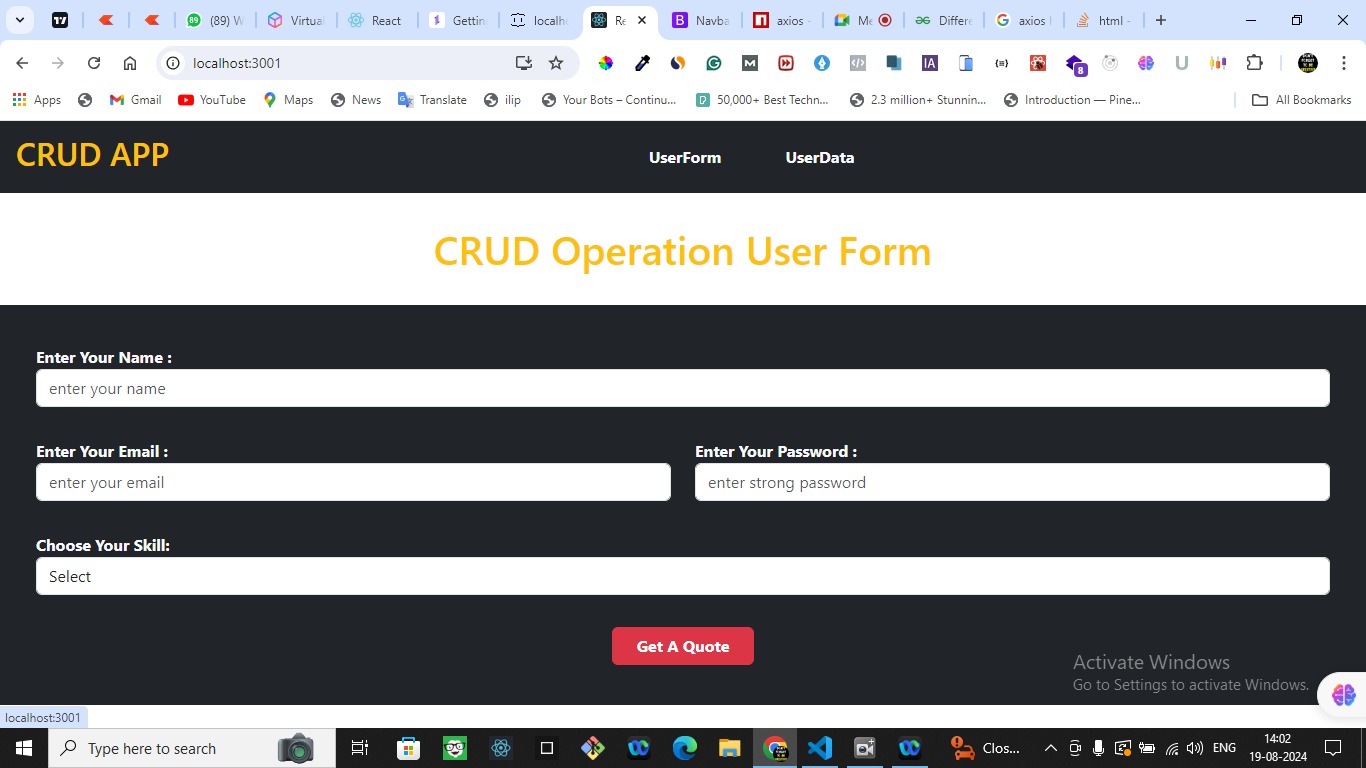 (89) W
Virtual
React
Getting
localho
Re
Navba
axios -
Me
Differe
axios
html -
localhost:3001
8
Apps
Gmail
YouTube
Maps
News
Translate
ilip
Your Bots – Continu...
50,000+ Best Techn...
2.3 million+ Stunnin...
Introduction — Pine...
All Bookmarks
CRUD APP
UserForm
UserData
CRUD Operation User Form
Enter Your Name :
enter your name
Enter Your Email :
Enter Your Password :
enter your email
enter strong password
Choose Your Skill:
Select
Get A Quote
Activate Windows
Go to Settings to activate Windows.
localhost:3001
Type here to search
Clos...
ENG
14:02
19-08-2024